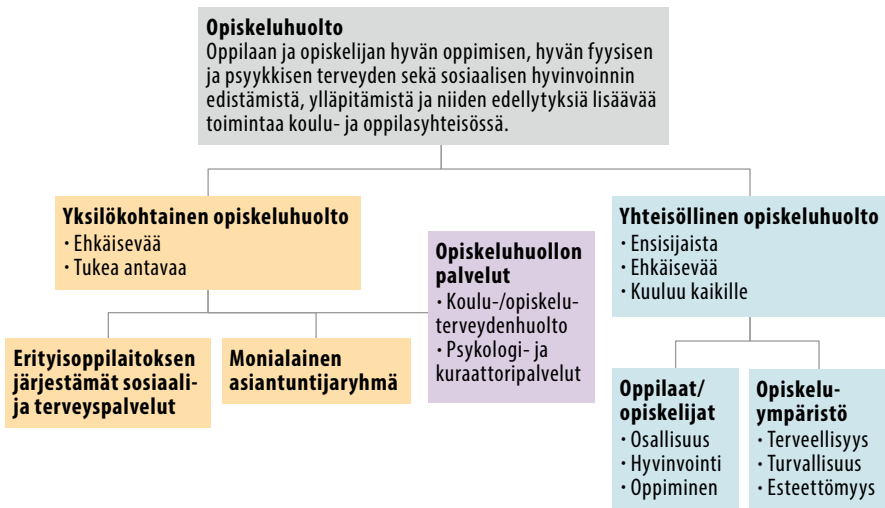 Opiskeluhuolto
Oppilaan ja opiskelijan hyvän oppimisen, hyvän fyysisen
ja psyykkisen terveyden sekä sosiaalisen hyvinvoinnin
edistämistä, ylläpitämistä ja niiden edellytyksiä lisäävää
toimintaa koulu- ja oppilasyhteisössä.
Yksilökohtainen opiskeluhuolto
· Ehkäisevää
· Tukea antavaa
Opiskeluhuollon
palvelut
· Koulu-/opiskelu-
terveydenhuolto
· Psykologi- ja
kuraattoripalvelut
Yhteisöllinen opiskeluhuolto
· Ensisijaista
· Ehkäisevää
· Kuuluu kaikille
Erityisoppilaitoksen
järjestämät sosiaali-
ja terveyspalvelut
Monialainen
asiantuntijaryhmä
Oppilaat/
opiskelijat
· Osallisuus
· Hyvinvointi
· Oppiminen
Opiskelu-
ympäristö
· Terveellisyys
· Turvallisuus
· Esteettömyys